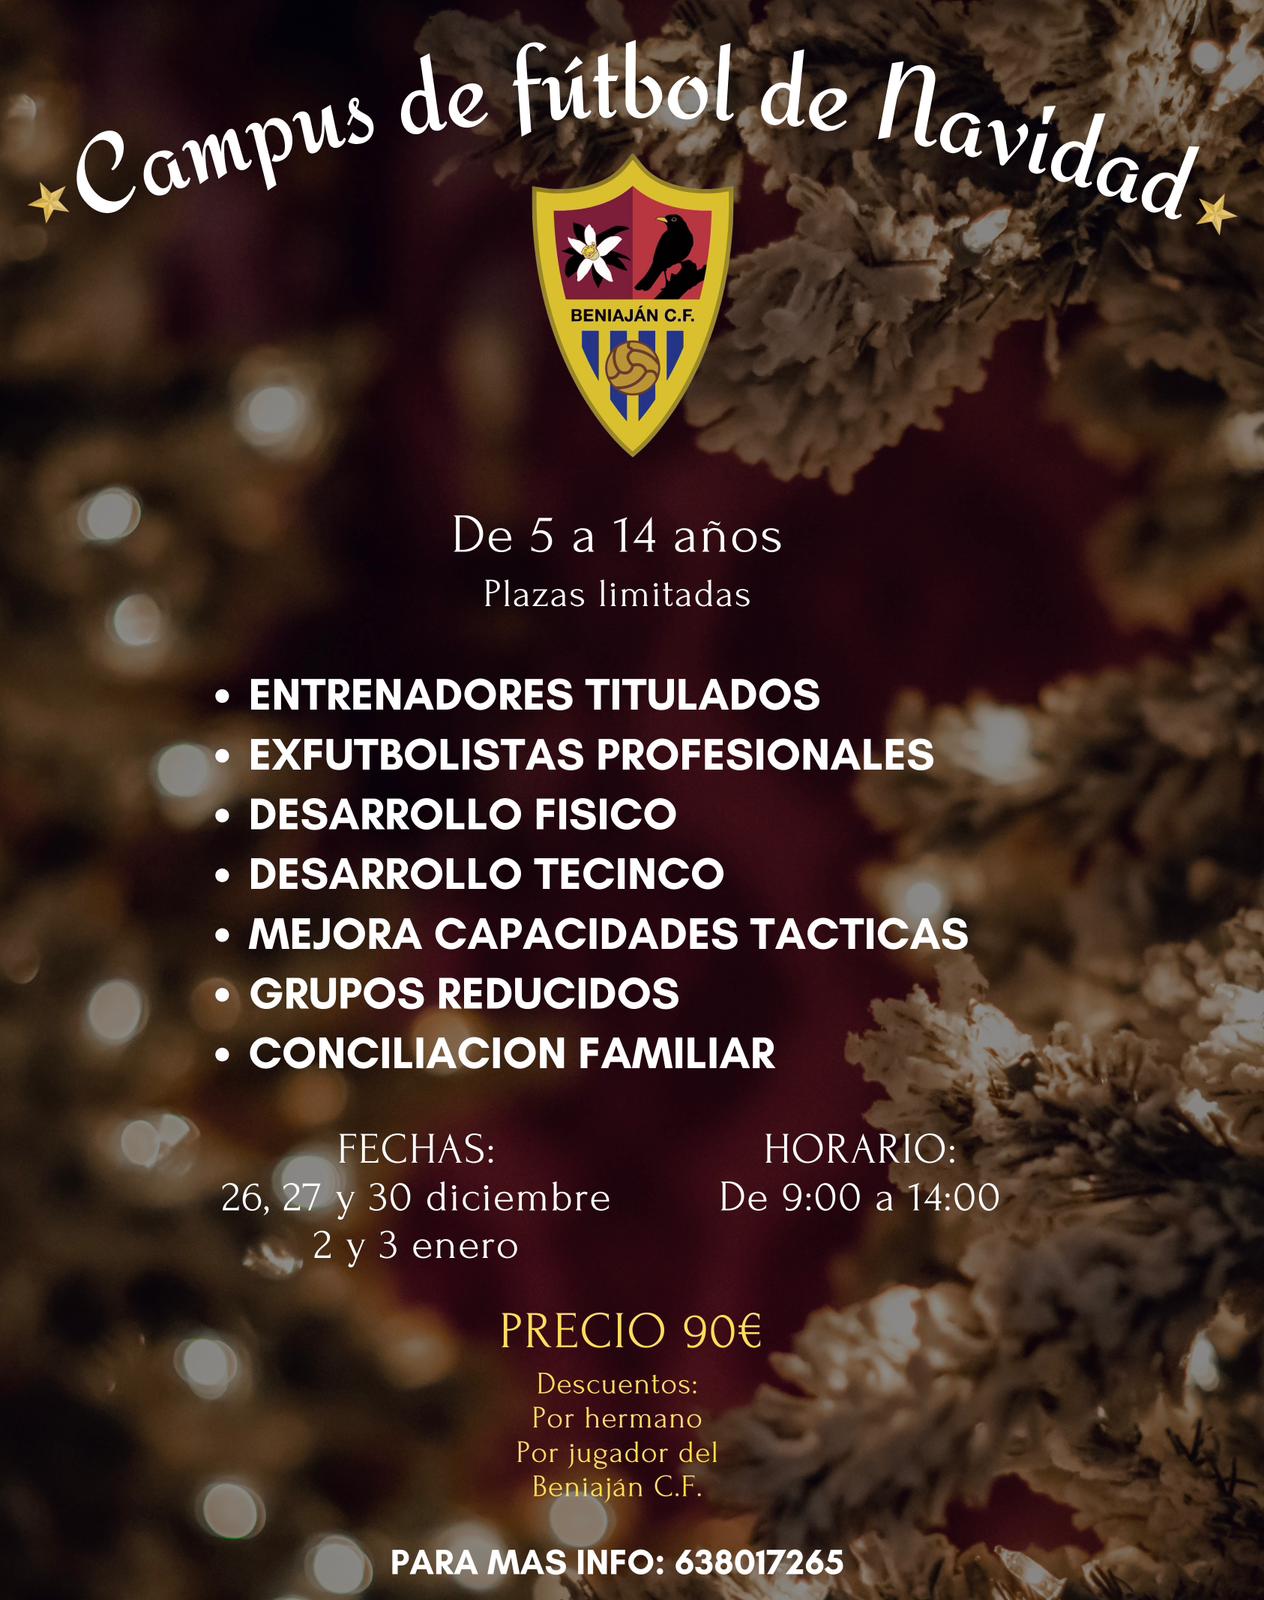 Campus de fútbol de Navidad
BENIAJÁN C.F.
De 5 a 14 años
Plazas limitadas
• ENTRENADORES TITULADOS
• EXFUTBOLISTAS PROFESIONALES
• DESARROLLO FISICO
• DESARROLLO TECINCO
• MEJORA CAPACIDADES TACTICAS
• GRUPOS REDUCIDOS
• CONCILIACION FAMILIAR
FECHAS:
26, 27 y 30 diciembre
2 y 3 enero
HORARIO:
De 9:00 a 14:00
PRECIO 90€
Descuentos:
Por hermano
Por jugador del
Beniaján C.F.
PARA MAS INFO: 638017265